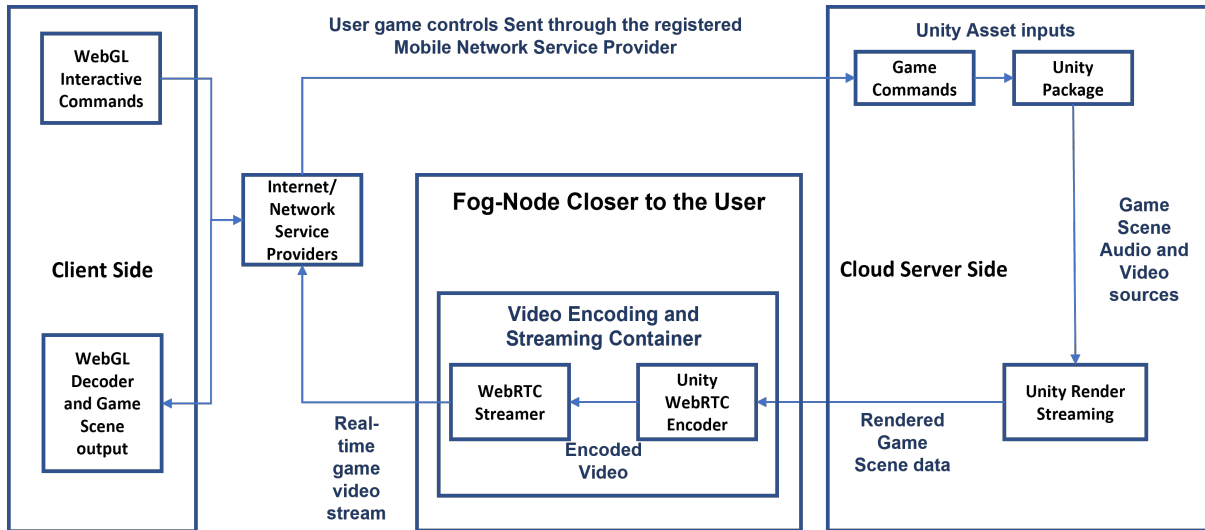 User game controls Sent through the registered
Mobile Network Service Provider
Unity Asset inputs
WebGL
Interactive
Commands
Game
Commands
Unity
Package
Internet/
Network
Service
Providers
Fog-Node Closer to the User
Game
Scene
Audio and
Video
sources
Client Side
Cloud Server Side
Video Encoding and
Streaming Container
WebGL
Decoder
and Game
Scene
output
WebRTC
Streamer
Unity
WebRTC
Encoder
Unity Render
Streaming
Real-
time
game
video
stream
Encoded
Video
Rendered
Game
Scene data